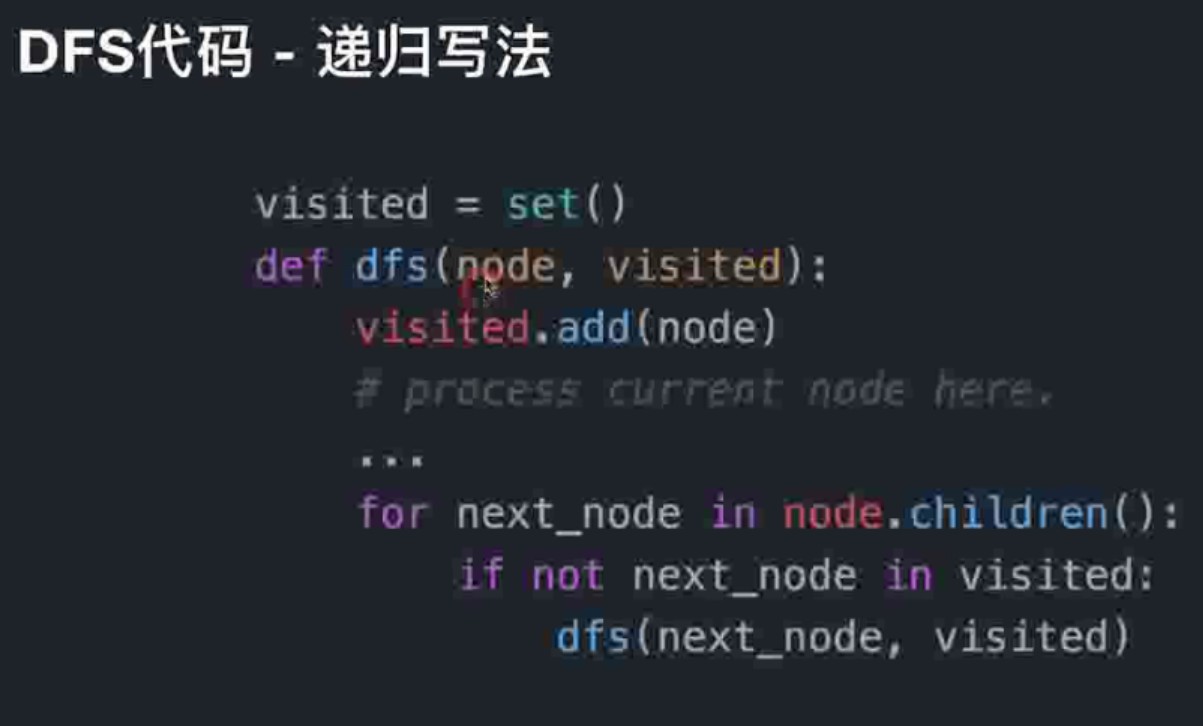 DFS代码 - 递归写法
visited = set()
def dfs(node, visited):
visited.add(node)
# process current node here.
...
for next_node in node.children():
if not next_node in visited:
dfs(next_node, visited)